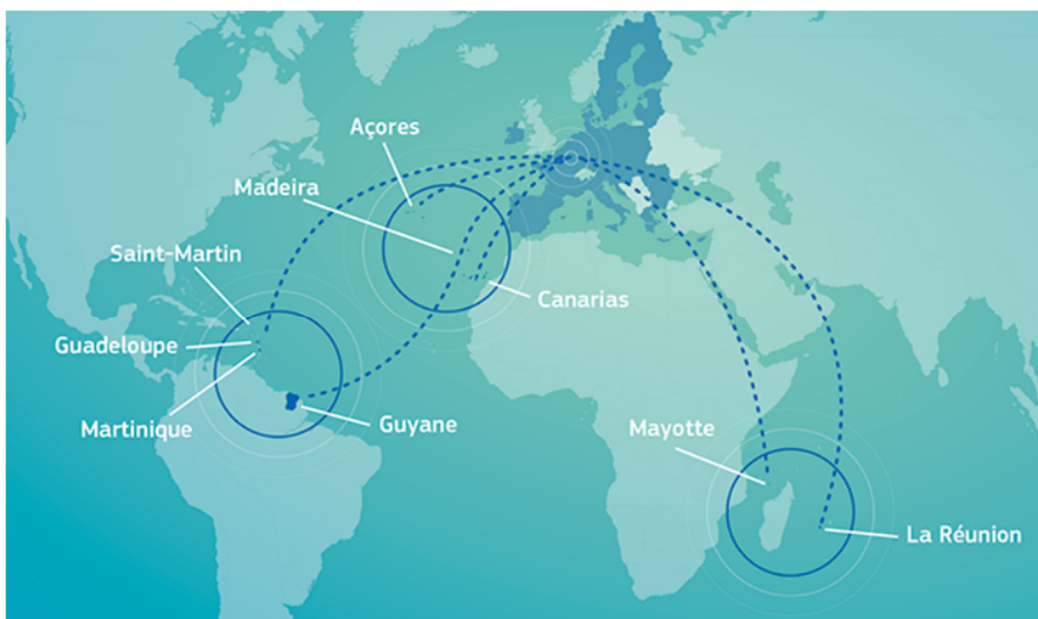 Açores
Madeira
Saint-Martin
Canarias
Guadeloupe
Martinique
Guyane
Mayotte
La Réunion